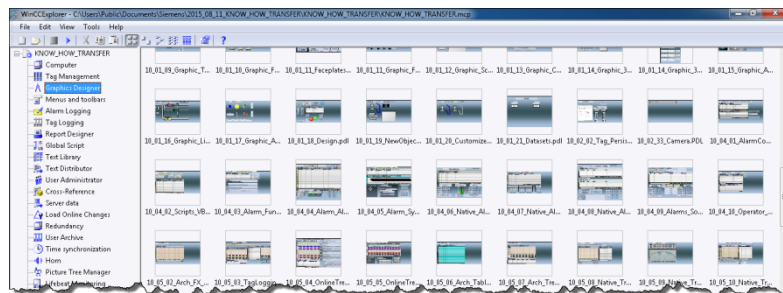 WinCCExplorer - C:\Users\Public\Documents\Siemens\2015_08_11_KNOW_HOW_TRANSFER\KNOW_HOW_TRANSFER\KNOW_HOW_TRANSFER.mcp
File Edit View Tools Help
KNOW_HOW_TRANSFER
Computer
Tag Management
Graphics Designer
Menus and toolbars
Alarm Logging
Tag Logging
Report Designer
Global Script
Text Library
Text Distributor
User Administrator
Cross-Reference
Server data
Load Online Changes
Redundancy
User Archive
Time synchronization
Horn
Picture Tree Manager
Lifebeat Monitoring
10_01_09_Graphic_T... 10_01_10_Graphic_F... 10_01_11_Faceplates... 10_01_11_Graphic_F... 10_01_12_Graphic_Sc... 10_01_13_Graphic_C... 10_01_14_Graphic_3... 10_01_14_Graphic_3... 10_01_15_Graphic_A...
10_01_16_Graphic_Li... 10_01_17_Graphic_A... 10_01_18_Design.pdl 10_01_19_NewObjec... 10_01_20_Customize... 10_01_21_Datasets.pdl 10_02_02_Tag_Persis... 10_02_33_Camera.PDL 10_04_01_AlarmCo...
10_04_02_Scripts_VB... 10_04_03_Alarm_Fun... 10_04_04_Alarm_Al... 10_04_05_Alarm_Sy... 10_04_06_Native_Al... 10_04_07_Native_Al... 10_04_08_Native_Al... 10_04_09_Alarms_So... 10_04_10_Operator_...
10_05_02_Arch_FX_... 10_05_03_TagLoggin... 10_05_04_OnlineTre... 10_05_05_OnlineTre... 10_05_06_Arch_Tabl... 10_05_07_Arch_Tre... 10_05_08_Native_Tr... 10_05_09_Native_Tr... 10_05_10_Native_Tr...